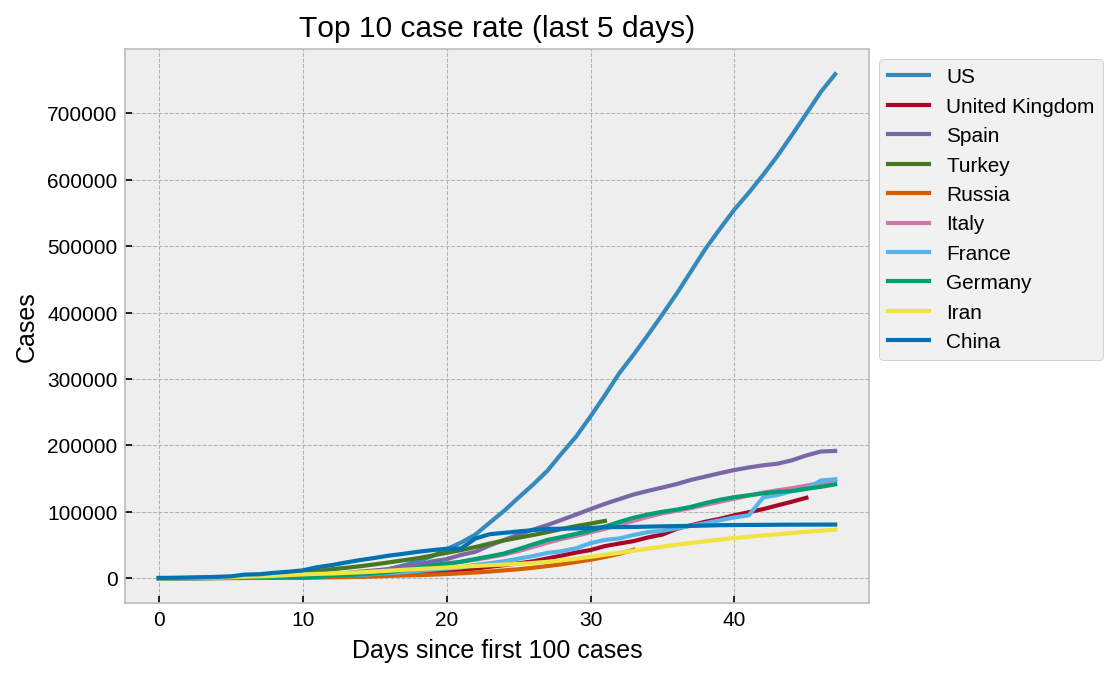 Top 10 case rate (last 5 days)
700000
600000
500000
400000
300000
200000
100000
0
Cases
0 10 20 30 40
Days since first 100 cases
US
United Kingdom
Spain
Turkey
Russia
Italy
France
Germany
Iran
China